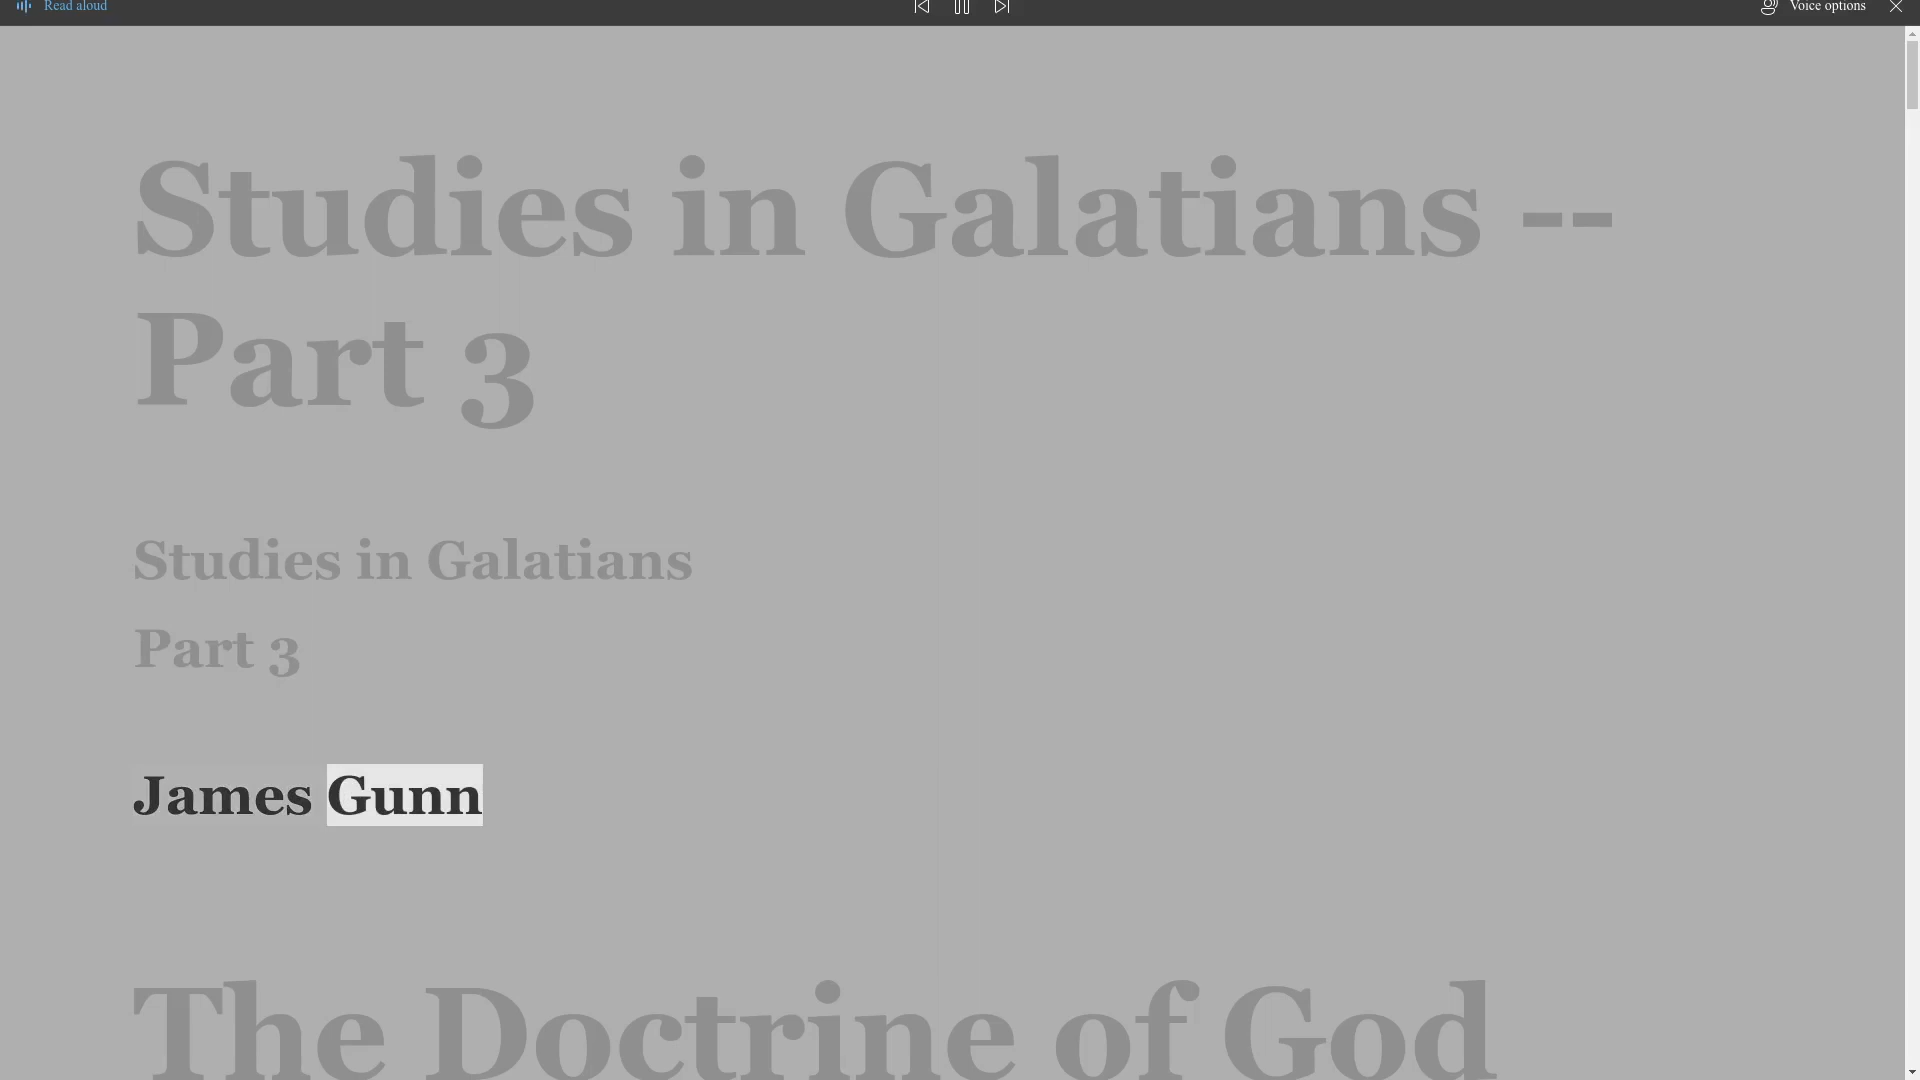 Read aloud
Voice options
Studies in Galatians --
Part 3
Studies in Galatians
Part 3
James Gunn
The Doctrine of God